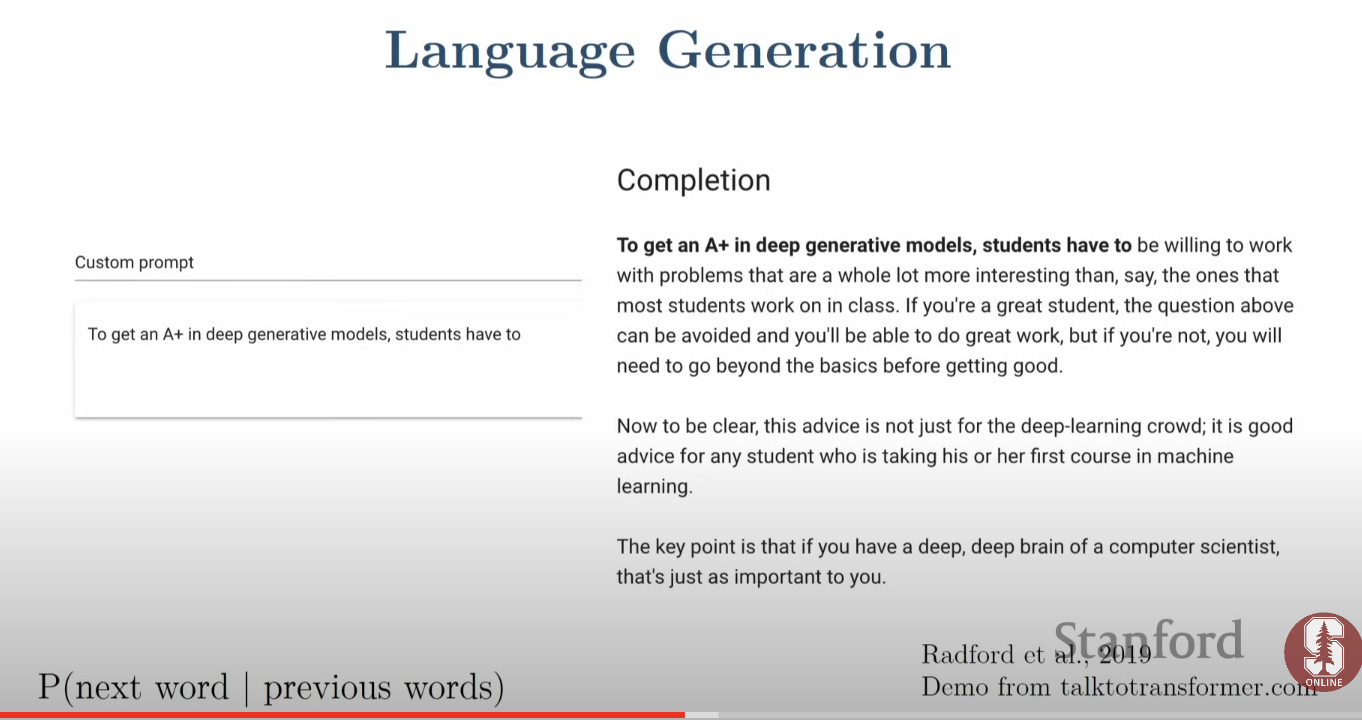 Language Generation
Custom prompt
To get an A+ in deep generative models, students have to
Completion
To get an A+ in deep generative models, students have to be willing to work
with problems that are a whole lot more interesting than, say, the ones that
most students work on in class. If you're a great student, the question above
can be avoided and you'll be able to do great work, but if you're not, you will
need to go beyond the basics before getting good.
Now to be clear, this advice is not just for the deep-learning crowd; it is good
advice for any student who is taking his or her first course in machine
learning.
The key point is that if you have a deep, deep brain of a computer scientist,
that's just as important to you.
P(next word | previous words)
Radford et al., 2019
Demo from talktotransformer.com
Stanford
S
ONLINE